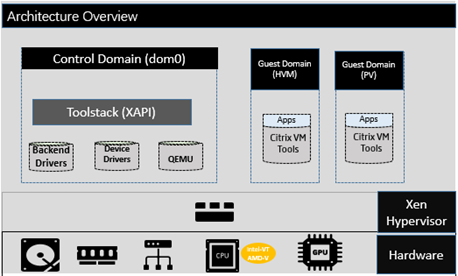 Architecture Overview
Control Domain (dom0)
Toolstack (XAPI)
Backend
Drivers
Device
Drivers
QEMU
Guest Domain
(HVM)
Apps
Citrix VM
Tools
Guest Domain
(PV)
Apps
Citrix VM
Tools
Xen
Hypervisor
CPU
Intel-VT
AMD-V
GPU
Hardware